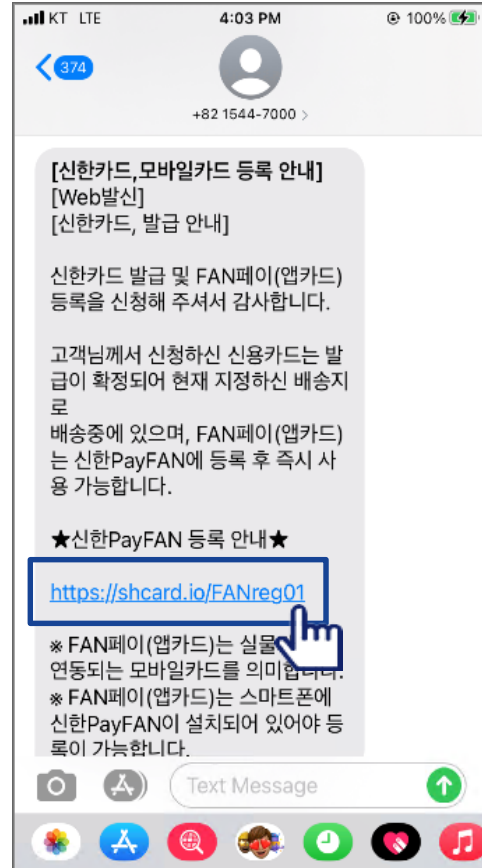 KT LTE
4:03 PM
100%
374
+82 1544-7000 >
[신한카드,모바일카드 등록 안내]
[Web발신]
[신한카드, 발급 안내]
신한카드 발급 및 FAN페이(앱카드)
등록을 신청해 주셔서 감사합니다.
고객님께서 신청하신 신용카드는 발
급이 확정되어 현재 지정하신 배송지
로
배송중에 있으며, FAN페이(앱카드)
는 신한PayFAN에 등록 후 즉시 사
용 가능합니다.
★신한PayFAN 등록 안내★
https://shcard.io/FANreg01
※ FAN페이(앱카드)는 실물
연동되는 모바일카드를 의미합니다.
※ FAN페이(앱카드)는 스마트폰에
신한PayFAN이 설치되어 있어야 등
록이 가능합니다.
Text Message